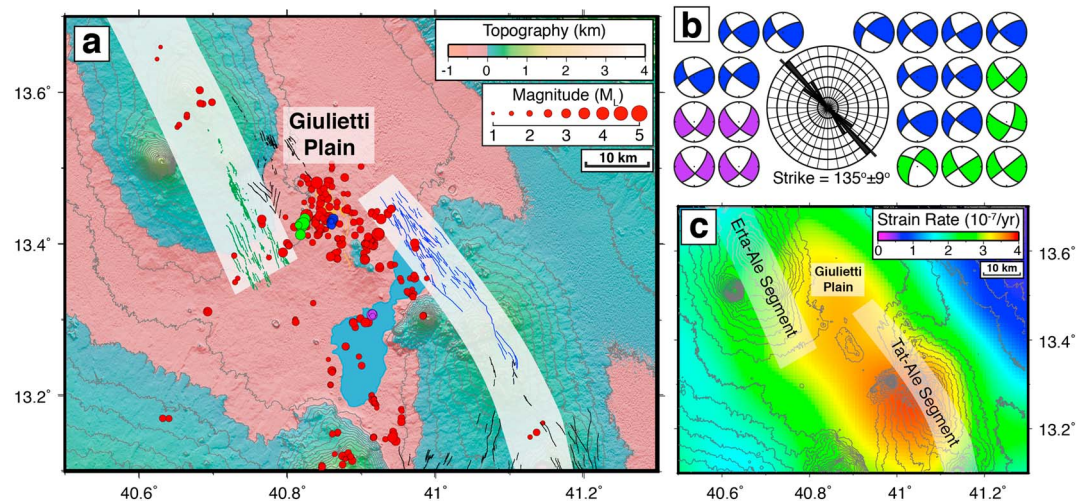 a
Topography (km)
-1 0 1 2 3 4
Magnitude (ML)
1 2 3 4 5
10 km
Giulietti
Plain
13.6˚
13.4˚
13.2˚
40.6˚ 40.8˚ 41˚ 41.2˚
b
Strike = 135º±9º
c
Strain Rate (10-7/yr)
0 1 2 3 4
10 km
Erta-Ale Segment
Giulietti
Plain
Tat-Ale Segment
13.6˚
13.4˚
13.2˚
40.6˚ 40.8˚ 41˚ 41.2˚